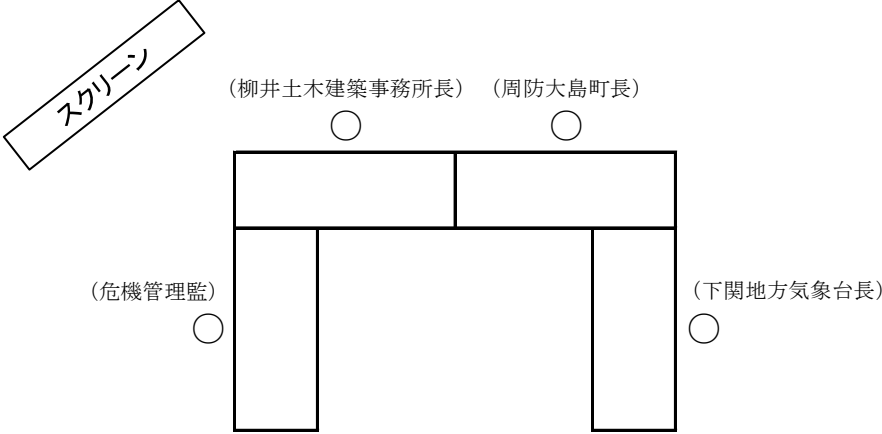 スクリーン
（柳井土木建築事務所長）
（周防大島町長）
（危機管理監）
（下関地方気象台長）